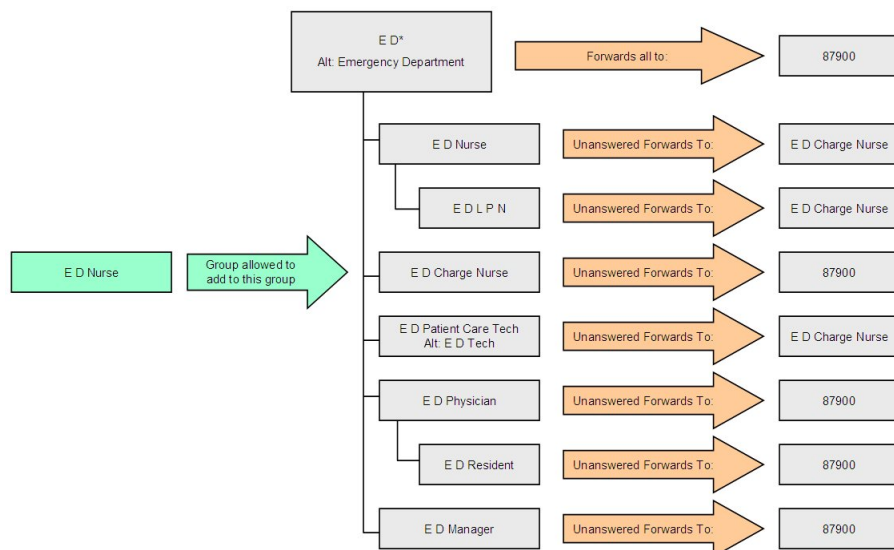 E D*
Alt: Emergency Department
Forwards all to:
87900
E D Nurse
Unanswered Forwards To:
E D Charge Nurse
E D L P N
Unanswered Forwards To:
E D Charge Nurse
E D Nurse
Group allowed to
add to this group
E D Charge Nurse
Unanswered Forwards To:
87900
E D Patient Care Tech
Alt: E D Tech
Unanswered Forwards To:
E D Charge Nurse
E D Physician
Unanswered Forwards To:
87900
E D Resident
Unanswered Forwards To:
87900
E D Manager
Unanswered Forwards To:
87900